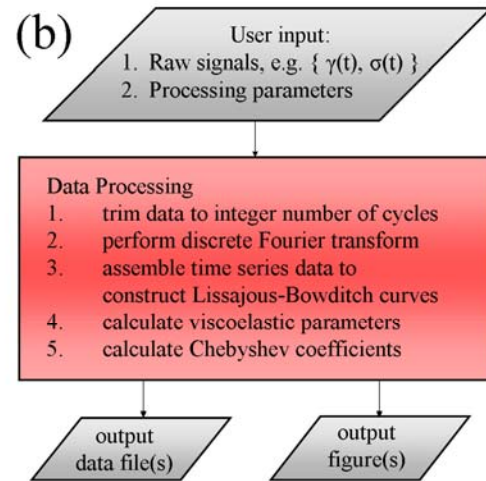 (b)
User input:
1. Raw signals, e.g. { γ(t), σ(t) }
2. Processing parameters
Data Processing
1. trim data to integer number of cycles
2. perform discrete Fourier transform
3. assemble time series data to
construct Lissajous-Bowditch curves
4. calculate viscoelastic parameters
5. calculate Chebyshev coefficients
output
data file(s)
output
figure(s)